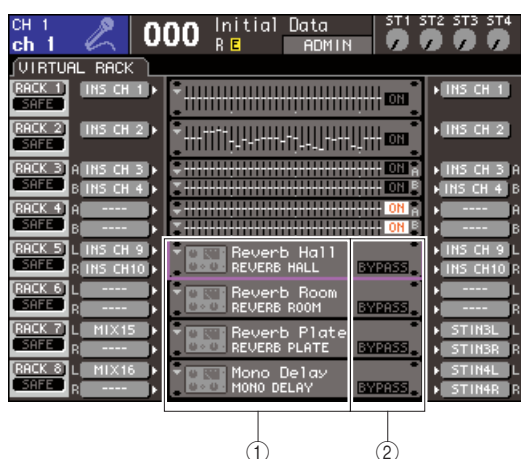 CH 1
ch 1
000 Initial Data
R E ADMIN
ST1 ST2 ST3 ST4
VIRTUAL RACK
RACK 1 INS CH 1 ON INS CH 1
SAFE
RACK 2 INS CH 2 ON INS CH 2
SAFE
RACK 3 A INS CH 3 ON A INS CH 3 A
SAFE B INS CH 4 ON B INS CH 4 B
RACK 4 A ---- ON A ---- A
SAFE B ---- ON B ---- B
RACK 5 L INS CH 9 Reverb Hall INS CH 9 L
SAFE R INS CH10 REVERB HALL BYPASS INS CH10 R
RACK 6 L ---- Reverb Room ---- L
SAFE R ---- REVERB ROOM BYPASS ---- R
RACK 7 L MIX15 Reverb Plate STIN3L L
SAFE R ---- REVERB PLATE BYPASS STIN3R R
RACK 8 L MIX16 Mono Delay STIN4L L
SAFE R ---- MONO DELAY BYPASS STIN4R R
① ②